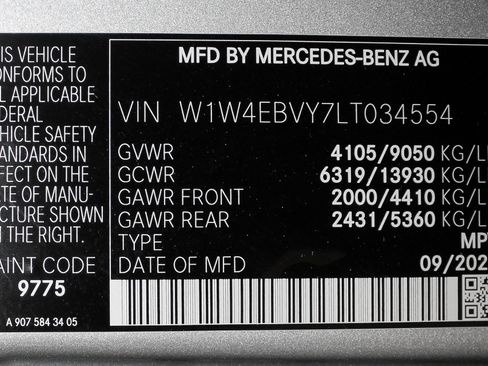 MFD BY MERCEDES-BENZ AG
VIN W1W4EBVY7LT034554
GVWR 4105/9050 KG/L
GCWR 6319/13930 KG/L
GAWR FRONT 2000/4410 KG/L
GAWR REAR 2431/5360 KG/L
TYPE MP
DATE OF MFD 09/202
IS VEHICLE
ONFORMS TO
L APPLICABLE
DERAL
EHICLE SAFETY
ANDARDS IN
FECT ON THE
ATE OF MANU-
CTURE SHOWN
N THE RIGHT.
AINT CODE
9775
A 907 584 34 05